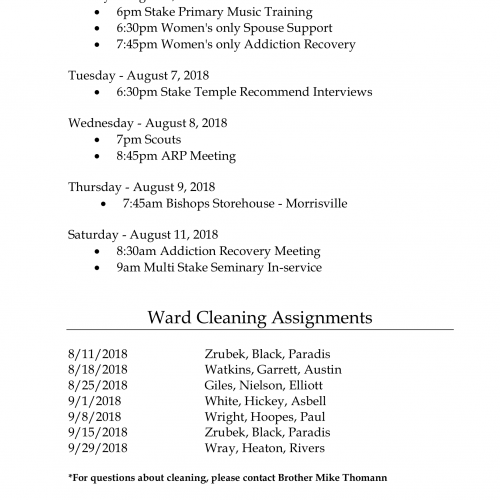 • 6pm Stake Primary Music Training
• 6:30pm Women's only Spouse Support
• 7:45pm Women's only Addiction Recovery
Tuesday - August 7, 2018
• 6:30pm Stake Temple Recommend Interviews
Wednesday - August 8, 2018
• 7pm Scouts
• 8:45pm ARP Meeting
Thursday - August 9, 2018
• 7:45am Bishops Storehouse - Morrisville
Saturday - August 11, 2018
• 8:30am Addiction Recovery Meeting
• 9am Multi Stake Seminary In-service
Ward Cleaning Assignments
8/11/2018 Zrubek, Black, Paradis
8/18/2018 Watkins, Garrett, Austin
8/25/2018 Giles, Nielson, Elliott
9/1/2018 White, Hickey, Asbell
9/8/2018 Wright, Hoopes, Paul
9/15/2018 Zrubek, Black, Paradis
9/29/2018 Wray, Heaton, Rivers
*For questions about cleaning, please contact Brother Mike Thomann